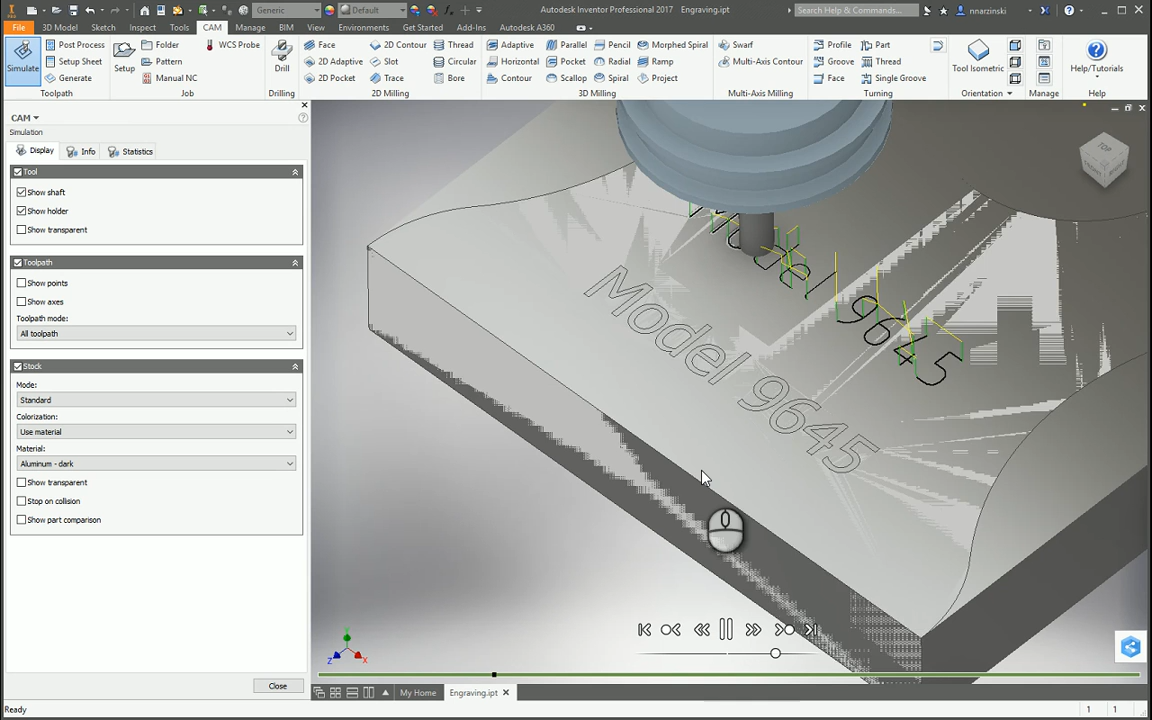 Generic
Default
Autodesk Inventor Professional 2017 Engraving.ipt
Search Help & Commands...
nnarzinski
File
3D Model
Sketch
Inspect
Tools
CAM
Manage
BIM
View
Environments
Get Started
Add-Ins
Autodesk A360
Simulate
Post Process
Setup Sheet
Generate
Toolpath
Setup
Folder
Pattern
Manual NC
WCS Probe
Job
Drill
Drilling
Face
2D Adaptive
2D Pocket
2D Contour
Slot
Trace
Thread
Circular
Bore
2D Milling
Adaptive
Horizontal
Contour
Parallel
Pocket
Scallop
Pencil
Radial
Spiral
Morphed Spiral
Ramp
Project
3D Milling
Swarf
Multi-Axis Contour
Multi-Axis Milling
Profile
Groove
Face
Part
Thread
Single Groove
Turning
Tool Isometric
Orientation
Manage
Help/Tutorials
Help
CAM
Simulation
Display
Info
Statistics
Tool
Show shaft
Show holder
Show transparent
Toolpath
Show points
Show axes
Toolpath mode:
All toolpath
Stock
Mode:
Standard
Colorization:
Use material
Material:
Aluminum - dark
Show transparent
Stop on collision
Show part comparison
Close
TOP
Model 9645
9645
Z
X
My Home
Engraving.ipt
Ready
1
1